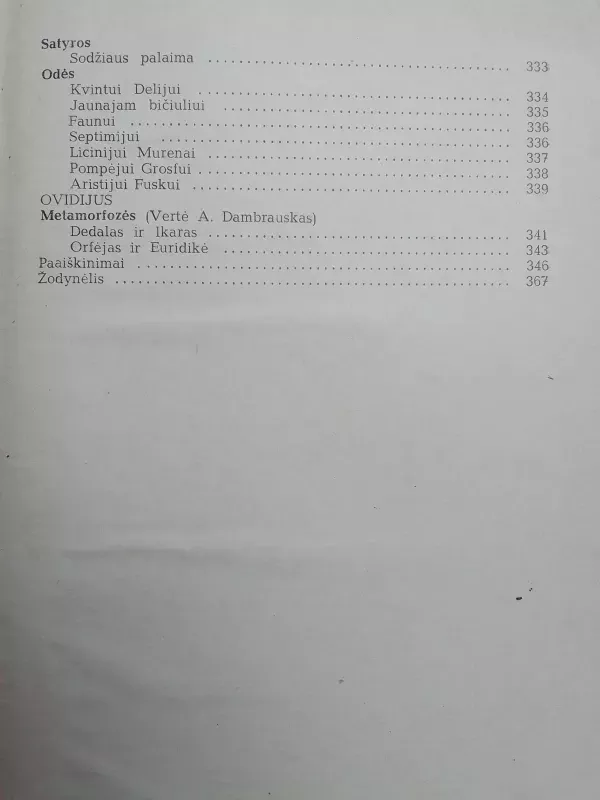 Satyros
Sodžiaus palaima 333
Odės
Kvintui Delijui 334
Jaunajam bičiuliui 335
Faunui 336
Septimijui 336
Licinijui Murenai 337
Pompėjui Grosfui 338
Aristijui Fuskui 339
OVIDIJUS
Metamorfozės (Vertė A. Dambrauskas)
Dedalas ir Ikaras 341
Orfėjas ir Euridikė 343
Paaiškinimai 346
Žodynėlis 367